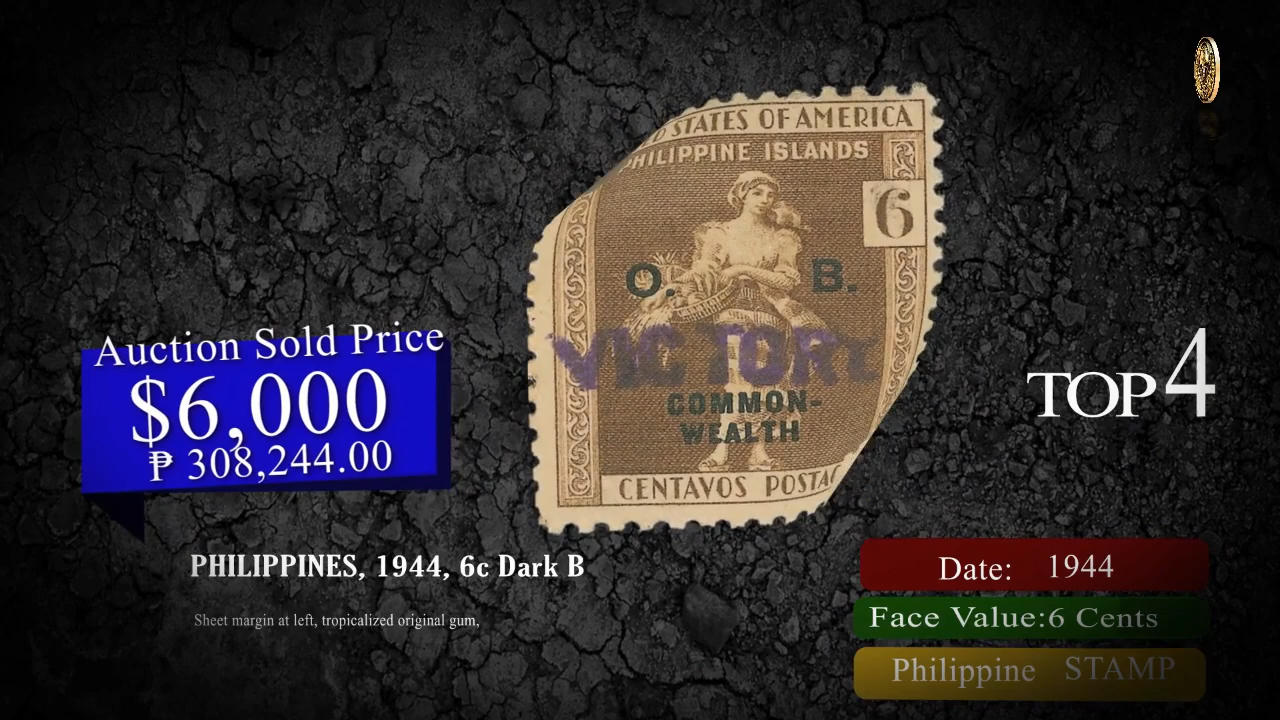 D STATES OF AMERICA
PHILIPPINE ISLANDS
6
O. B.
VICTOR
COMMON-
WEALTH
CENTAVOS POSTAG
Auction Sold Price
$6,000
₱ 308,244.00
TOP 4
PHILIPPINES, 1944, 6c Dark B
Sheet margin at left, tropicalized original gum,
Date: 1944
Face Value:6 Cents
Philippine STAMP